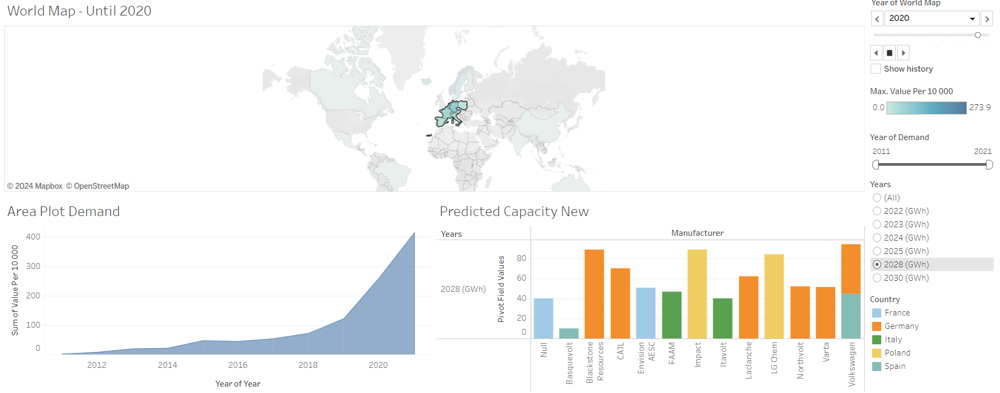 World Map - Until 2020
© 2024 Mapbox © OpenStreetMap
Year of World Map
2020
Show history
Max. Value Per 10 000
0.0 273.9
Year of Demand
2011 2021
Years
(All)
2022 (GWh)
2023 (GWh)
2024 (GWh)
2025 (GWh)
2028 (GWh)
2030 (GWh)
Country
France
Germany
Italy
Poland
Spain
Area Plot Demand
Sum of Value Per 10 000
400
300
200
100
0
2012 2014 2016 2018 2020
Year of Year
Predicted Capacity New
Years
Manufacturer
2028 (GWh)
Pivot Field Values
80
60
40
20
0
Null
Basquevolt
Blackstone
Resources
CATL
Envision
AESC
FAAM
Impact
Italvolt
Laclanche
LG Chem
Northvolt
Varta
Volkswagen